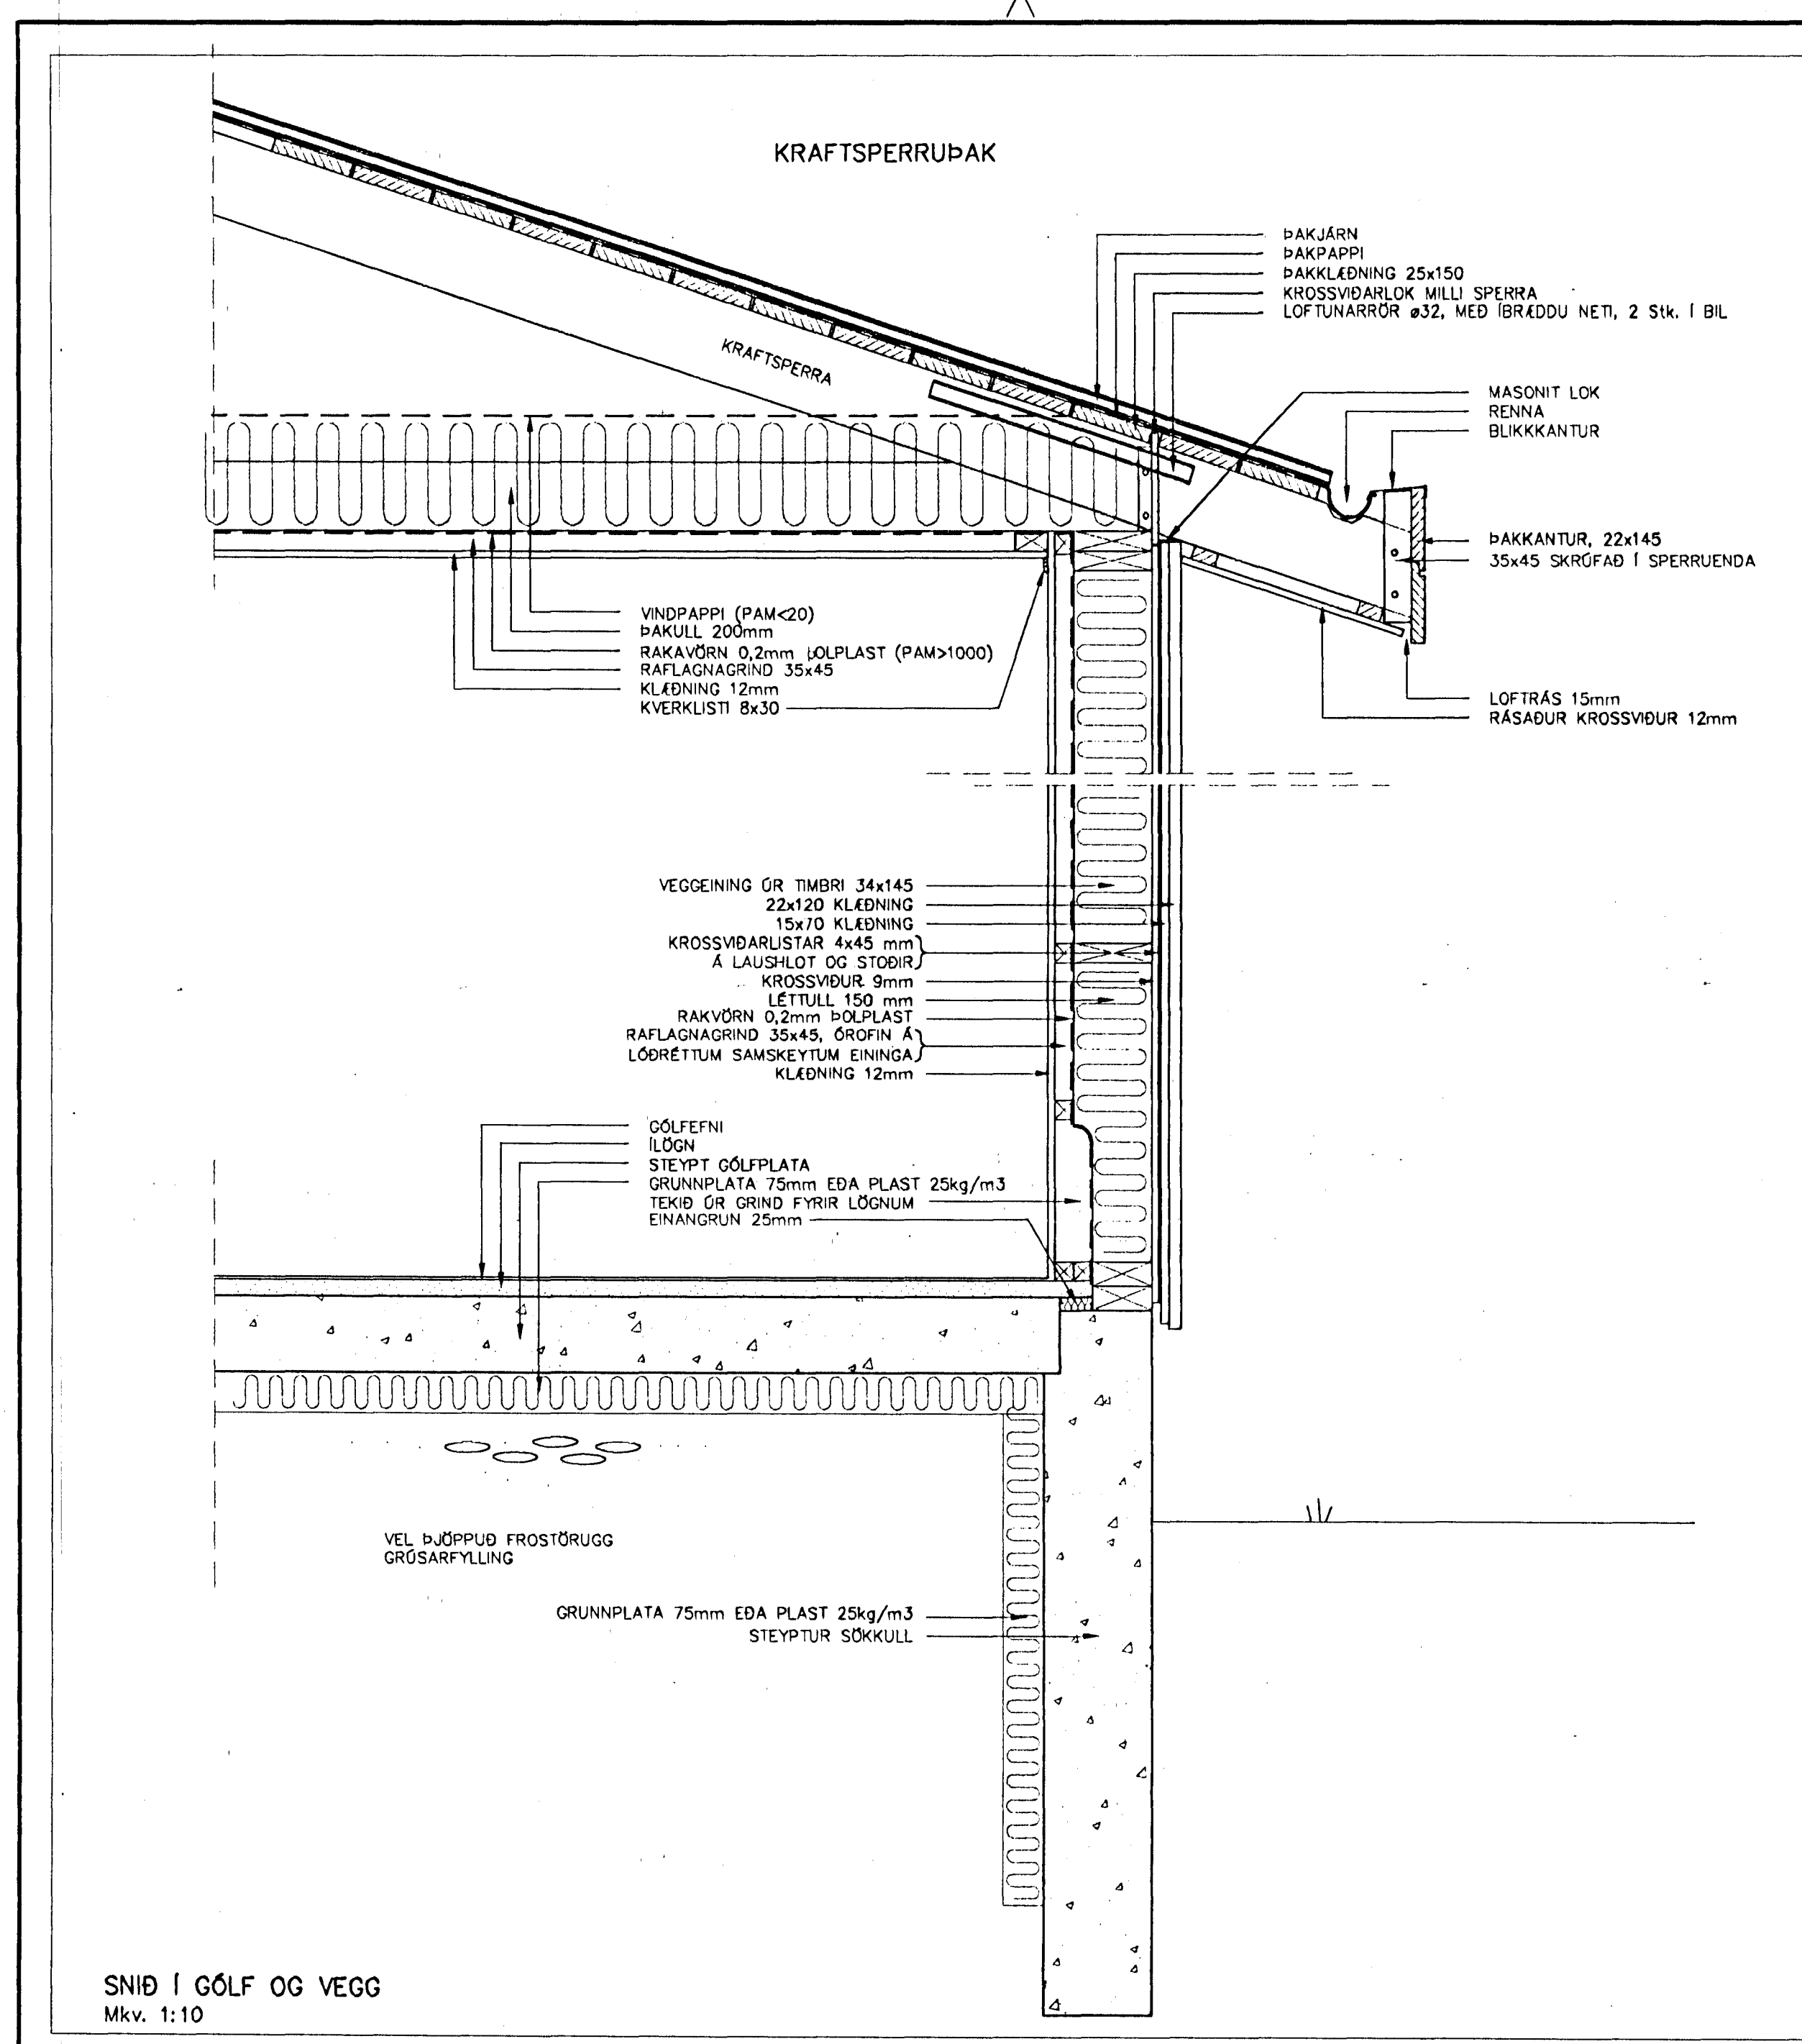 KRAFTSPERRUÞAK
ÞAKJÁRN
ÞAKPAPPI
ÞAKKLÆÐNING 25x150
KROSSVIÐARLOK MILLI SPERRA
LOFTUNARRÖR ø32, MEÐ ÍBRÆDDU NETI, 2 Stk. Í BIL
KRAFTSPERRA
MASONIT LOK
RENNA
BLIKKKANTUR
ÞAKKANTUR, 22x145
35x45 SKRÚFAÐ Í SPERRUENDA
VINDPAPPI (PAM<20)
ÞAKULL 200mm
RAKAVÖRN 0,2mm ÞOLPLAST (PAM>1000)
RAFLAGNAGRIND 35x45
KLÆÐNING 12mm
KVERKLISTI 8x30
LOFTRÁS 15mm
RÁSAÐUR KROSSVIÐUR 12mm
VEGGEINING ÚR TIMBRI 34x145
22x120 KLÆÐNING
15x70 KLÆÐNING
KROSSVIÐARLISTAR 4x45 mm
Á LAUSHLOT OG STOÐIR
KROSSVIÐUR 9mm
LÉTTULL 150 mm
RAKVÖRN 0,2mm ÞOLPLAST
RAFLAGNAGRIND 35x45, ÓROFIN Á
LÓÐRÉTTUM SAMSKEYTUM EININGA
KLÆÐNING 12mm
GÓLFEFNI
ÍLÖGN
STEYPT GÓLFPLATA
GRUNNPLATA 75mm EÐA PLAST 25kg/m3
TEKIÐ ÚR GRIND FYRIR LÖGNUM
EINANGRUN 25mm
VEL ÞJÖPPUÐ FROSTÖRUGG
GRÚSARFYLLING
GRUNNPLATA 75mm EÐA PLAST 25kg/m3
STEYPTUR SÖKKULL
SNIÐ Í GÓLF OG VEGG
Mkv. 1:10